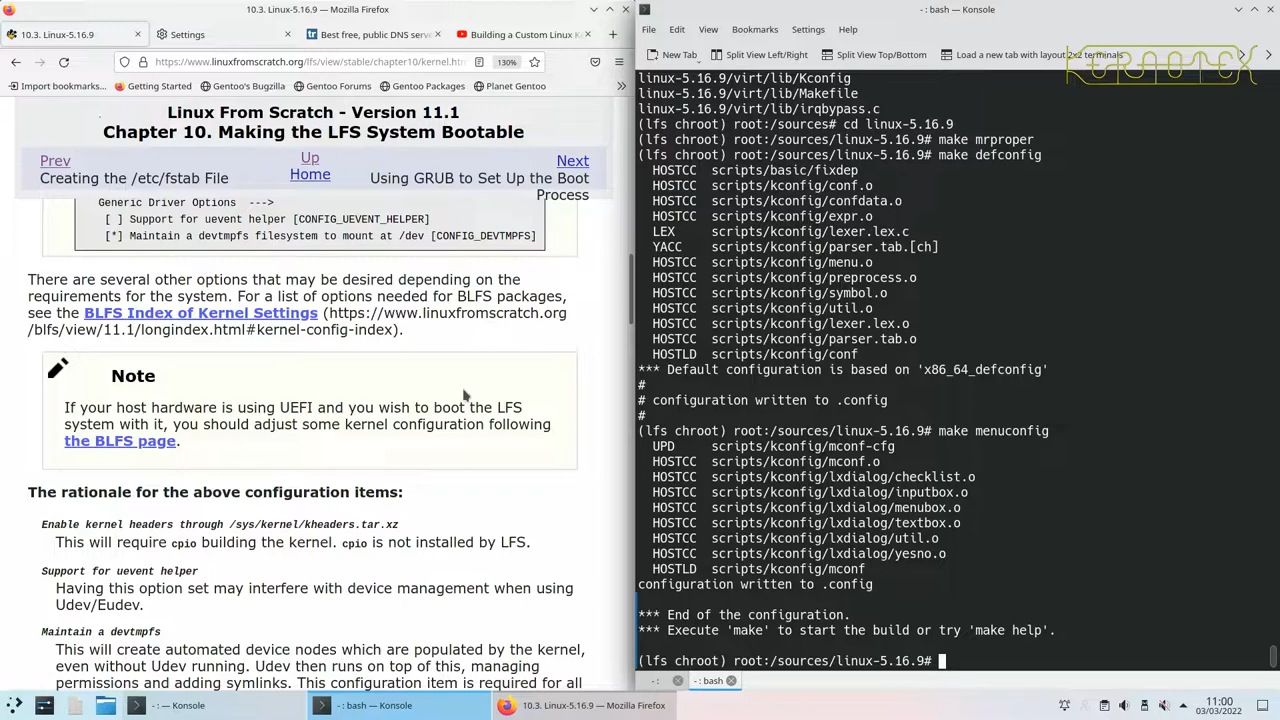 10.3. Linux-5.16.9 — Mozilla Firefox
10.3. Linux-5.16.9
Settings
Best free, public DNS serve
Building a Custom Linux K
https://www.linuxfromscratch.org/lfs/view/stable/chapter10/kernel.htm
130%
Import bookmarks...
Getting Started
Gentoo's Bugzilla
Gentoo Forums
Gentoo Packages
Planet Gentoo
Linux From Scratch - Version 11.1
Chapter 10. Making the LFS System Bootable
Prev
Up
Next
Creating the /etc/fstab File
Home
Using GRUB to Set Up the Boot
Process
Generic Driver Options --->
[ ] Support for uevent helper [CONFIG_UEVENT_HELPER]
[*] Maintain a devtmpfs filesystem to mount at /dev [CONFIG_DEVTMPFS]
There are several other options that may be desired depending on the
requirements for the system. For a list of options needed for BLFS packages,
see the BLFS Index of Kernel Settings (https://www.linuxfromscratch.org
/blfs/view/11.1/longindex.html#kernel-config-index).
Note
If your host hardware is using UEFI and you wish to boot the LFS
system with it, you should adjust some kernel configuration following
the BLFS page.
The rationale for the above configuration items:
Enable kernel headers through /sys/kernel/kheaders.tar.xz
This will require cpio building the kernel. cpio is not installed by LFS.
Support for uevent helper
Having this option set may interfere with device management when using
Udev/Eudev.
Maintain a devtmpfs
This will create automated device nodes which are populated by the kernel,
even without Udev running. Udev then runs on top of this, managing
permissions and adding symlinks. This configuration item is required for all
- : bash — Konsole
File Edit View Bookmarks Settings Help
New Tab
Split View Left/Right
Split View Top/Bottom
Load a new tab with layout 2x2 terminals
KERNOTEX
linux-5.16.9/virt/lib/Kconfig
linux-5.16.9/virt/lib/Makefile
linux-5.16.9/virt/lib/irqbypass.c
(lfs chroot) root:/sources# cd linux-5.16.9
(lfs chroot) root:/sources/linux-5.16.9# make mrproper
(lfs chroot) root:/sources/linux-5.16.9# make defconfig
HOSTCC scripts/basic/fixdep
HOSTCC scripts/kconfig/conf.o
HOSTCC scripts/kconfig/confdata.o
HOSTCC scripts/kconfig/expr.o
LEX scripts/kconfig/lexer.lex.c
YACC scripts/kconfig/parser.tab.[ch]
HOSTCC scripts/kconfig/menu.o
HOSTCC scripts/kconfig/preprocess.o
HOSTCC scripts/kconfig/symbol.o
HOSTCC scripts/kconfig/util.o
HOSTCC scripts/kconfig/lexer.lex.o
HOSTCC scripts/kconfig/parser.tab.o
HOSTLD scripts/kconfig/conf
*** Default configuration is based on 'x86_64_defconfig'
#
# configuration written to .config
#
(lfs chroot) root:/sources/linux-5.16.9# make menuconfig
UPD scripts/kconfig/mconf-cfg
HOSTCC scripts/kconfig/mconf.o
HOSTCC scripts/kconfig/lxdialog/checklist.o
HOSTCC scripts/kconfig/lxdialog/inputbox.o
HOSTCC scripts/kconfig/lxdialog/menubox.o
HOSTCC scripts/kconfig/lxdialog/textbox.o
HOSTCC scripts/kconfig/lxdialog/util.o
HOSTCC scripts/kconfig/lxdialog/yesno.o
HOSTLD scripts/kconfig/mconf
configuration written to .config
*** End of the configuration.
*** Execute 'make' to start the build or try 'make help'.
(lfs chroot) root:/sources/linux-5.16.9#
- :
- : bash
- : — Konsole
- : bash — Konsole
10.3. Linux-5.16.9 — Mozilla Firefox
11:00
03/03/2022